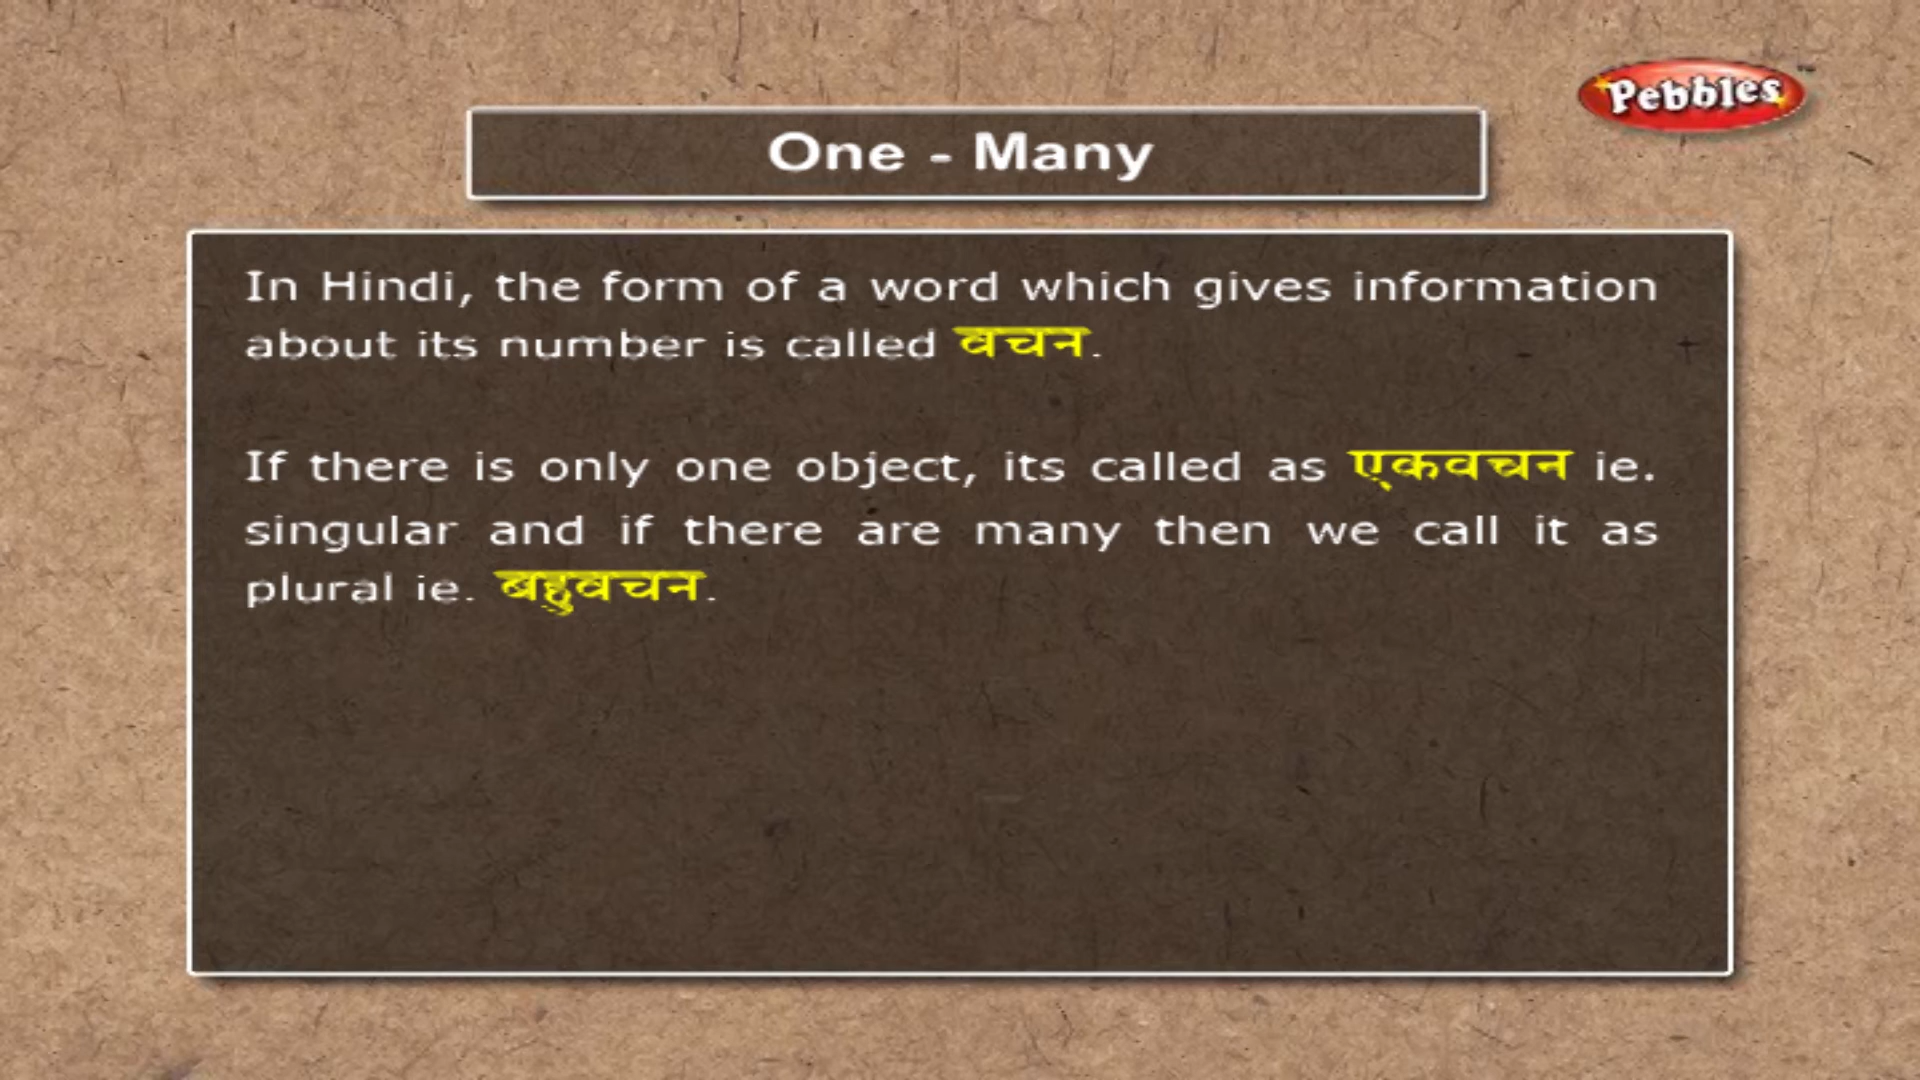 Pebbles
One - Many
In Hindi, the form of a word which gives information
about its number is called वचन.
If there is only one object, its called as एकवचन ie.
singular and if there are many then we call it as
plural ie. बहुवचन.